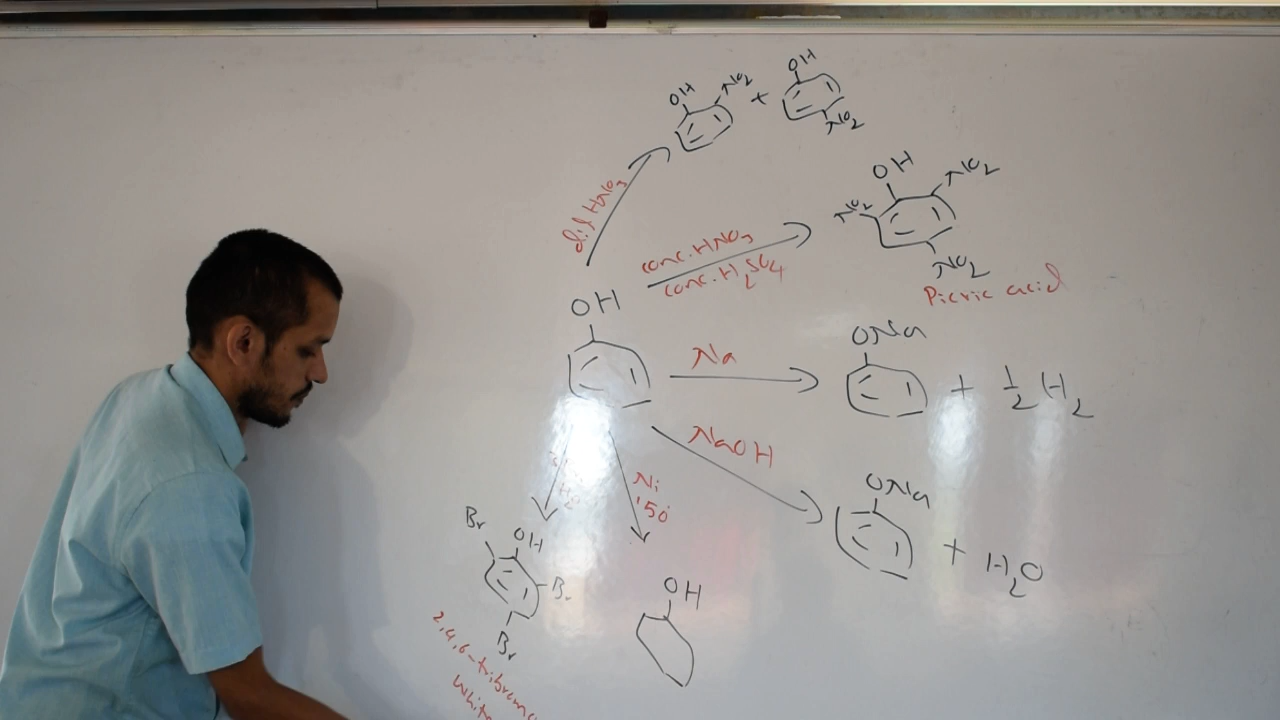 OH NO2 + OH NO2
dil HNO3
OH NO2 NO2 NO2
conc. HNO3
conc. H2SO4
Picric acid
OH
Na
ONa + 1/2 H2
NaOH
ONa + H2O
Ni
150
Br OH Br Br
OH
2,4,6-tribromo
White